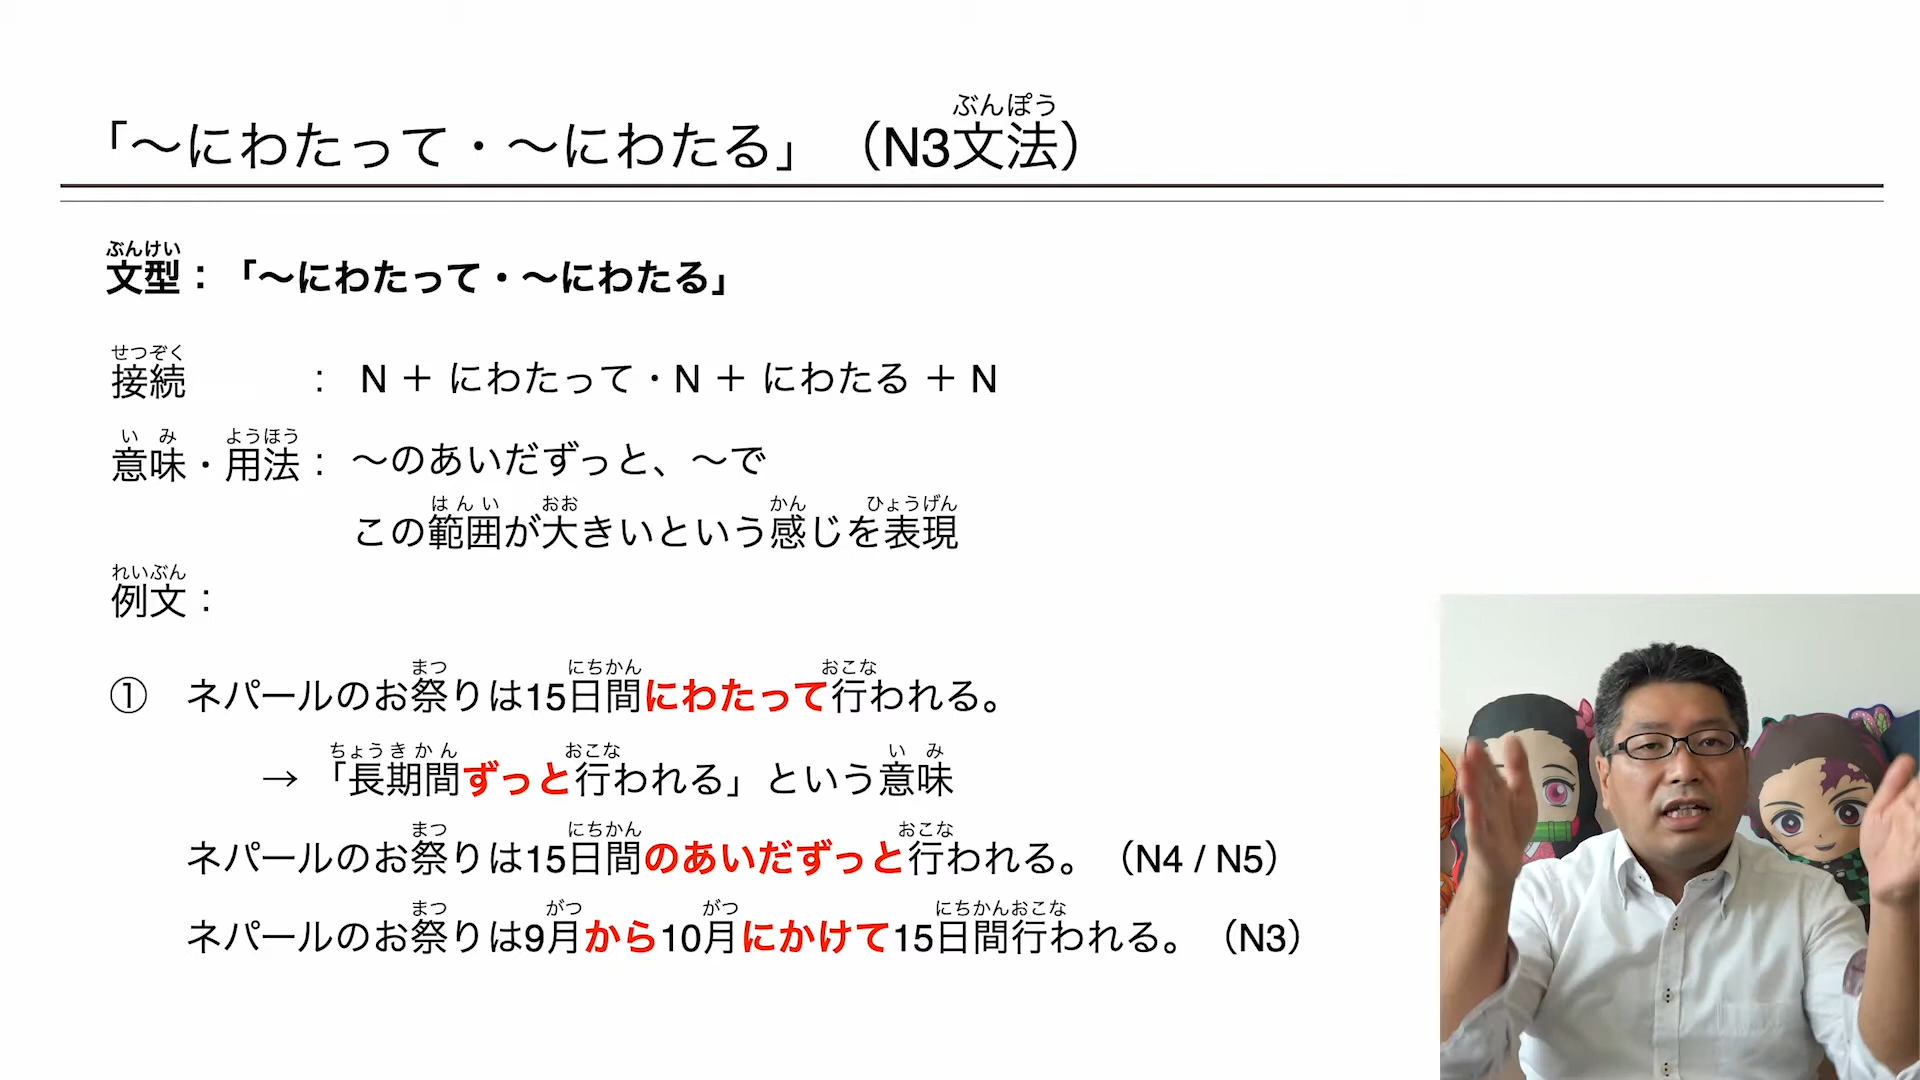 ぶんぽう
「〜にわたって・〜にわたる」（N3文法）
ぶんけい
文型：「〜にわたって・〜にわたる」
せつぞく
接続 ： N ＋ にわたって・N ＋ にわたる ＋ N
い み ようほう
意味・用法： 〜のあいだずっと、〜で
はんい おお かん ひょうげん
この範囲が大きいという感じを表現
れいぶん
例文：
まつ にちかん おこな
① ネパールのお祭りは15日間にわたって行われる。
ちょうきかん おこな い み
→ 「長期間ずっと行われる」という意味
まつ にちかん おこな
ネパールのお祭りは15日間のあいだずっと行われる。（N4 / N5）
まつ がつ がつ にちかんおこな
ネパールのお祭りは9月から10月にかけて15日間行われる。（N3）